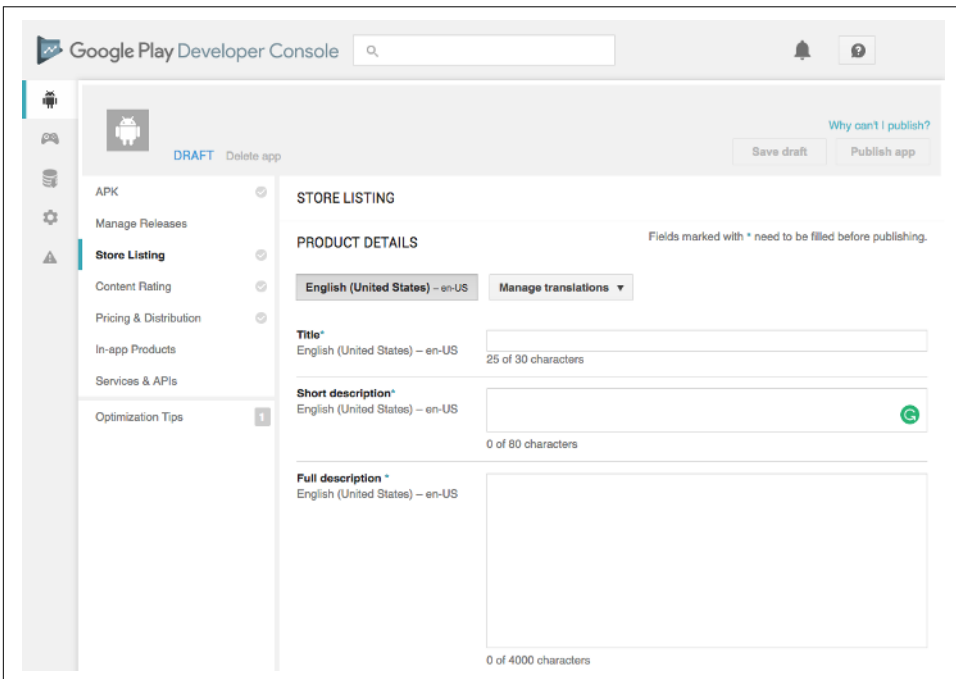 Google Play Developer Console
Why can't I publish?
DRAFT Delete app
Save draft Publish app
APK
Manage Releases
Store Listing
Content Rating
Pricing & Distribution
In-app Products
Services & APIs
Optimization Tips 1
STORE LISTING
PRODUCT DETAILS
Fields marked with * need to be filled before publishing.
English (United States) – en-US Manage translations ▼
Title*
English (United States) – en-US
25 of 30 characters
Short description*
English (United States) – en-US
0 of 80 characters
Full description *
English (United States) – en-US
0 of 4000 characters